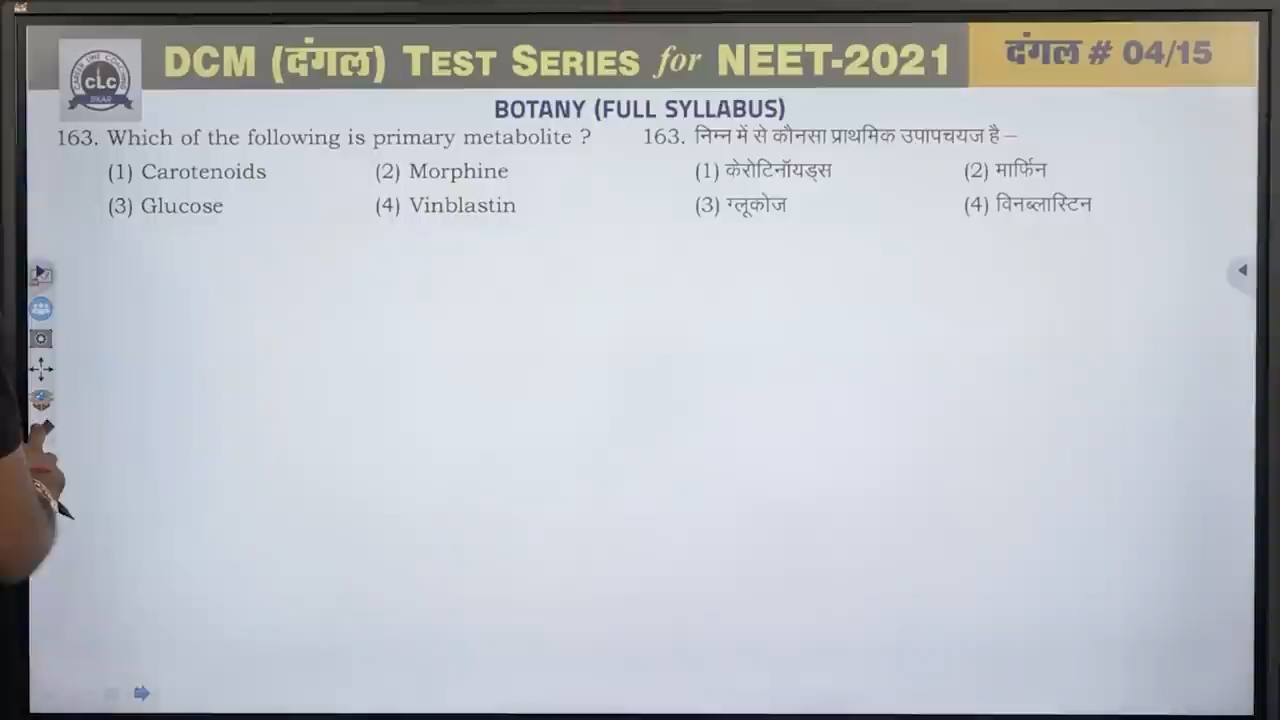 DCM (दंगल) TEST SERIES for NEET-2021
दंगल # 04/15
CLC
SIKAR
BOTANY (FULL SYLLABUS)
163. Which of the following is primary metabolite ?
(1) Carotenoids (2) Morphine
(3) Glucose (4) Vinblastin
163. निम्न में से कौनसा प्राथमिक उपापचयज है –
(1) केरोटिनॉयड्स (2) मार्फिन
(3) ग्लूकोज (4) विनब्लास्टिन